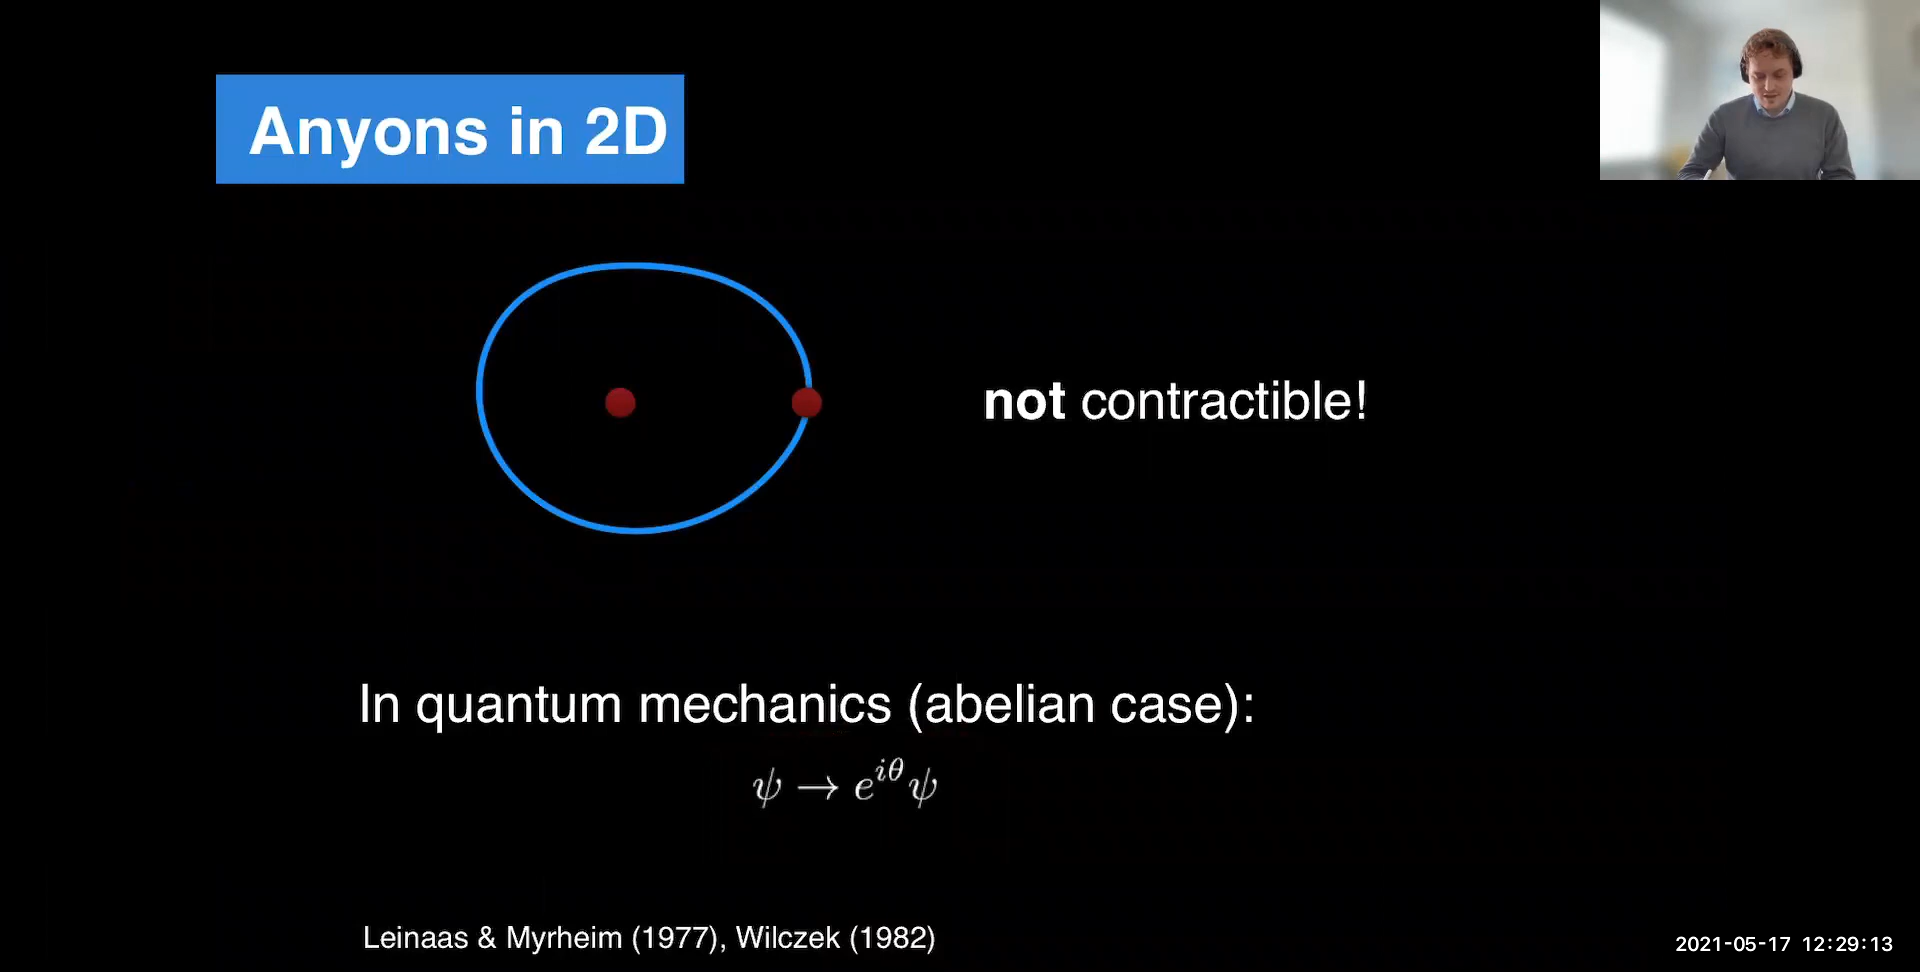 Anyons in 2D
not contractible!
In quantum mechanics (abelian case):
ψ → e^{iθ}ψ
Leinaas & Myrheim (1977), Wilczek (1982)
2021-05-17 12:29:13